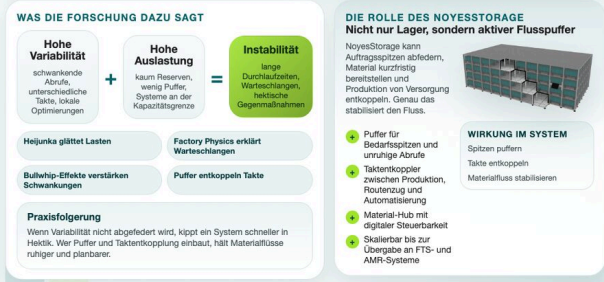 WAS DIE FORSCHUNG DAZU SAGT
Hohe
Variabilität
schwankende
Abrufe,
unterschiedliche
Takte, lokale
Optimierungen
+
Hohe
Auslastung
kaum Reserven,
wenig Puffer,
Systeme an der
Kapazitätsgrenze
=
Instabilität
lange
Durchlaufzeiten,
Warteschlangen,
hektische
Gegenmaßnahmen
Heijunka glättet Lasten
Factory Physics erklärt
Warteschlangen
Bullwhip-Effekte verstärken
Schwankungen
Puffer entkoppeln Takte
Praxisfolgerung
Wenn Variabilität nicht abgefedert wird, kippt ein System schneller in
Hektik. Wer Puffer und Taktentkopplung einbaut, hält Materialflüsse
ruhiger und planbarer.
DIE ROLLE DES NOYESSTORAGE
Nicht nur Lager, sondern aktiver Flusspuffer
NoyesStorage kann
Auftragsspitzen abfedern,
Material kurzfristig
bereitstellen und
Produktion von Versorgung
entkoppeln. Genau das
stabilisiert den Fluss.
+ Puffer für
Bedarfsspitzen und
unruhige Abrufe
+ Taktentkoppler
zwischen Produktion,
Routenzug und
Automatisierung
+ Material-Hub mit
digitaler Steuerbarkeit
+ Skalierbar bis zur
Übergabe an FTS- und
AMR-Systeme
WIRKUNG IM SYSTEM
Spitzen puffern
Takte entkoppeln
Materialfluss stabilisieren